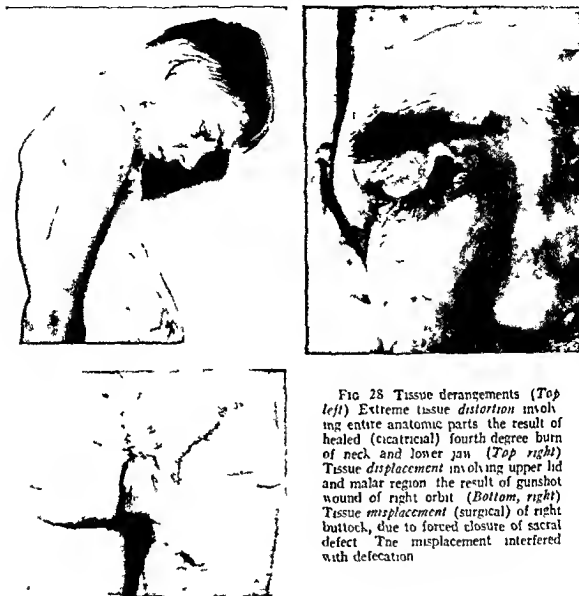 FIG 28 Tissue derangements (Top
left) Extreme tissue distortion involv
ing entire anatomic parts the result of
healed (cicatricial) fourth degree burn
of neck and lower jaw (Top right)
Tissue displacement involving upper lid
and malar region the result of gunshot
wound of right orbit (Bottom, right)
Tissue misplacement (surgical) of right
buttock, due to forced closure of sacral
defect The misplacement interfered
with defecation